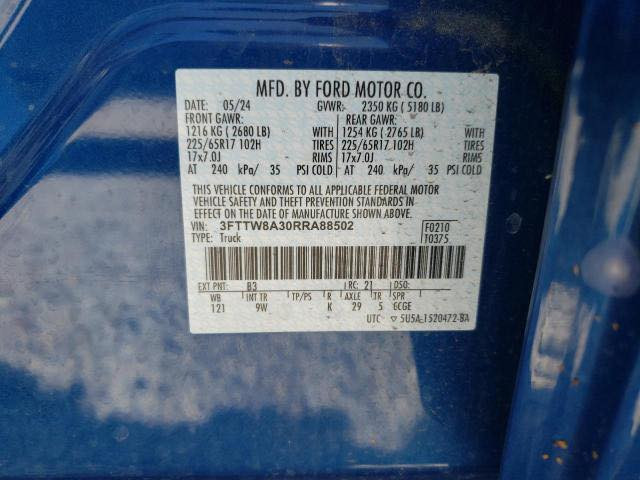 MFD. BY FORD MOTOR CO.
DATE: 05/24 GVWR: 2350 KG ( 5180 LB)
FRONT GAWR: REAR GAWR:
1216 KG ( 2680 LB) WITH 1254 KG ( 2765 LB) WITH
225/65R17 102H TIRES 225/65R17 102H TIRES
17x7.0J RIMS 17x7.0J RIMS
AT 240 kPa/ 35 PSI COLD AT 240 kPa/ 35 PSI COLD
THIS VEHICLE CONFORMS TO ALL APPLICABLE FEDERAL MOTOR
VEHICLE SAFETY AND THEFT PREVENTION STANDARDS IN
EFFECT ON THE DATE OF MANUFACTURE SHOWN ABOVE.
VIN: 3FTTW8A30RRA88502 F0210
TYPE: Truck T0375
EXT PNT: B3 RC: 21 DSO:
WB INT TR TP/PS R AXLE TR SPR
121 9W K 29 5 GCGE
UTC ▽ 5U5A-1520472-BA